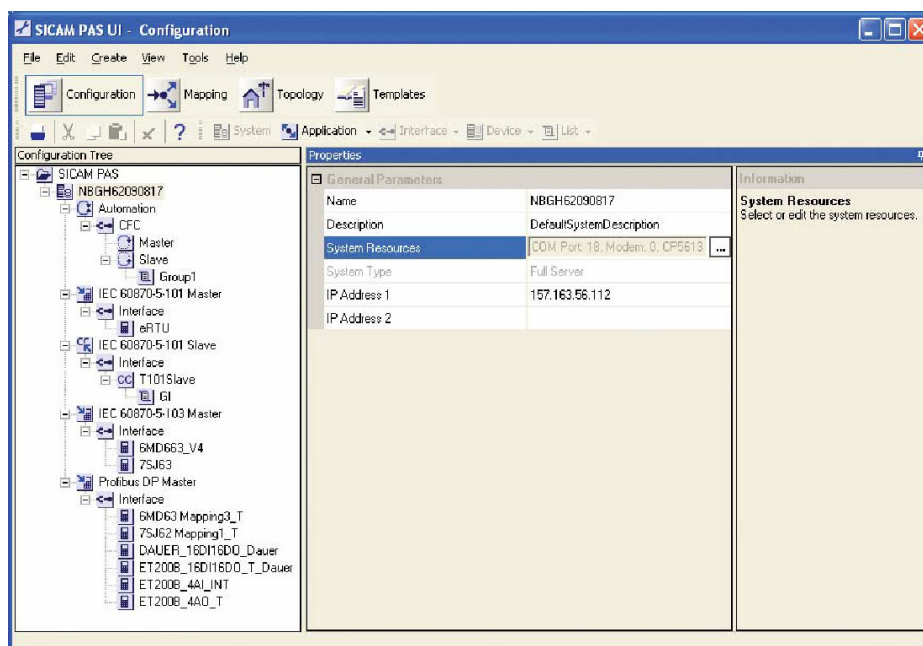 SICAM PAS UI - Configuration
File Edit Create View Tools Help
Configuration Mapping Topology Templates
System Application Interface Device List
Configuration Tree
SICAM PAS
NBGH62090817
Automation
CFC
Master
Slave
Group1
IEC 60870-5-101 Master
Interface
eRTU
IEC 60870-5-101 Slave
Interface
T101Slave
GI
IEC 60870-5-103 Master
Interface
6MD663_V4
7SJ63
Profibus DP Master
Interface
6MD63 Mapping3_T
7SJ62 Mapping1_T
DAUER_16DI16DO_Dauer
ET200B_16DI16DO_T_Dauer
ET200B_4AI_INT
ET200B_4AO_T
Properties
General Parameters
Name NBGH62090817
Description DefaultSystemDescription
System Resources COM Port: 18, Modem: 0, CP5613 ...
System Type Full Server
IP Address 1 157.163.56.112
IP Address 2
Information
System Resources
Select or edit the system resources.